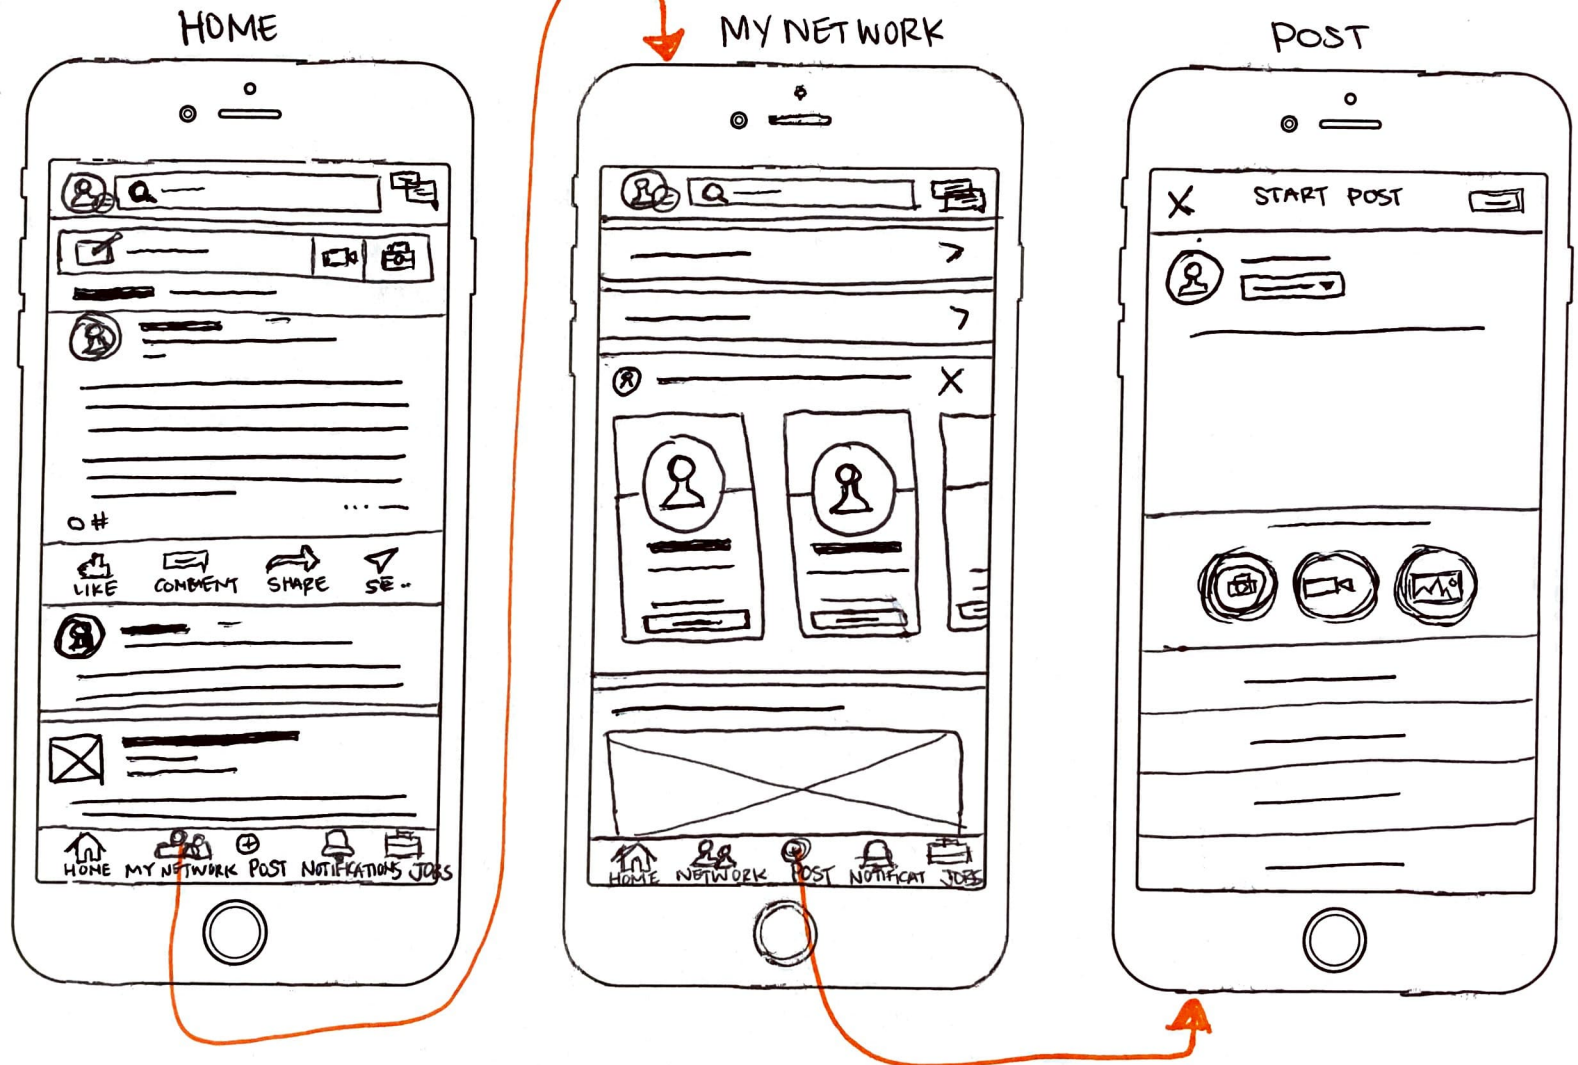 HOME
MY NETWORK
POST
START POST
O #
LIKE COMMENT SHARE SE..
HOME MY NETWORK POST NOTIFICATIONS JOBS
HOME NETWORK POST NOTIFICAT JOBS